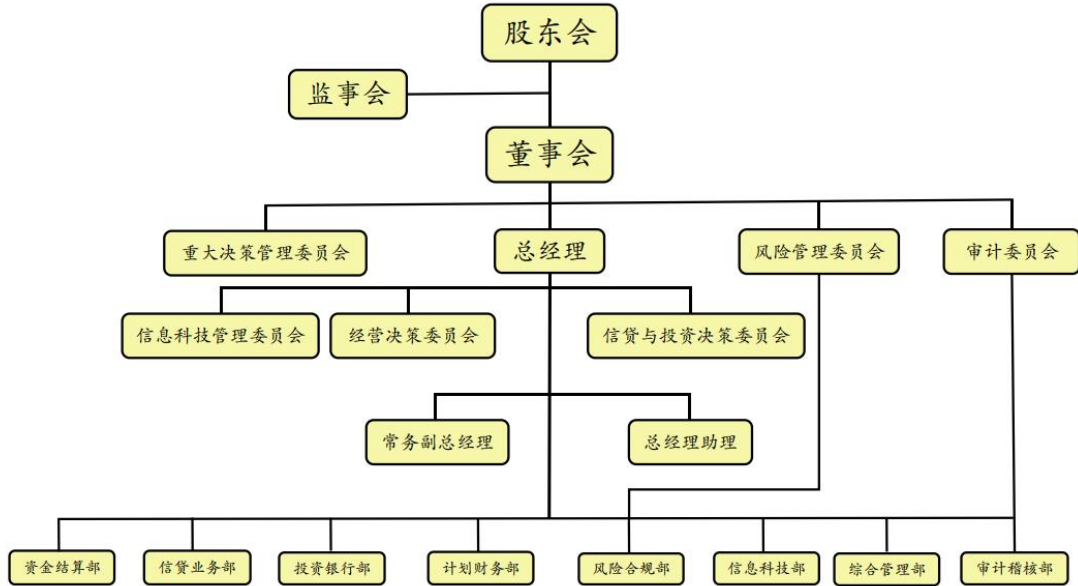 股东会
监事会
董事会
重大决策管理委员会
总经理
风险管理委员会
审计委员会
信息科技管理委员会
经营决策委员会
信贷与投资决策委员会
常务副总经理
总经理助理
资金结算部
信贷业务部
投资银行部
计划财务部
风险合规部
信息科技部
综合管理部
审计稽核部